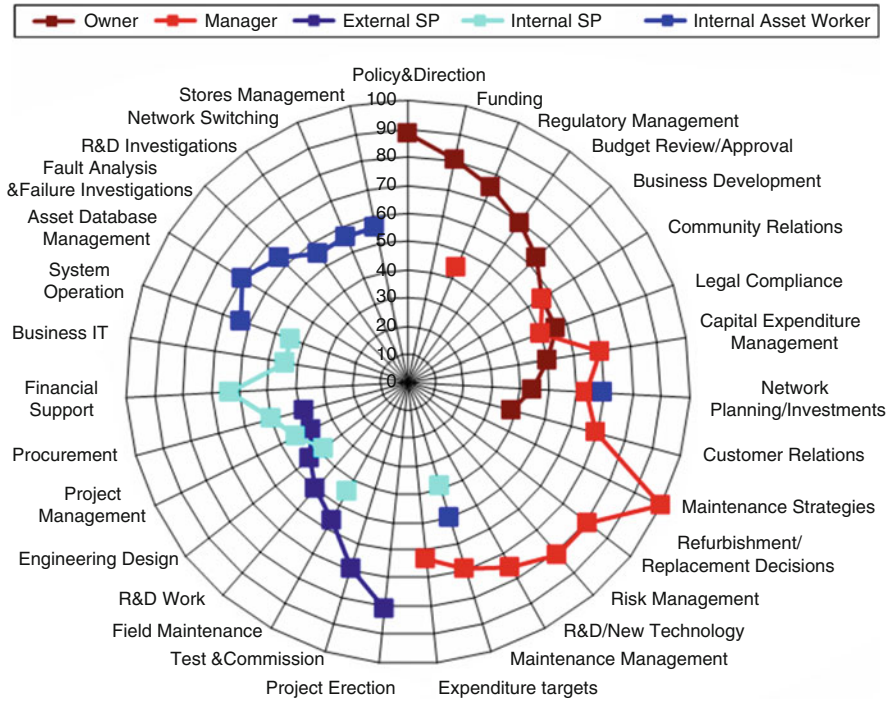 Owner
Manager
External SP
Internal SP
Internal Asset Worker
Policy&Direction
Funding
Regulatory Management
Budget Review/Approval
Business Development
Community Relations
Legal Compliance
Capital Expenditure
Management
Network
Planning/Investments
Customer Relations
Maintenance Strategies
Refurbishment/
Replacement Decisions
Risk Management
R&D/New Technology
Maintenance Management
Expenditure targets
Project Erection
Test &Commission
Field Maintenance
R&D Work
Engineering Design
Project
Management
Procurement
Financial
Support
Business IT
System
Operation
Asset Database
Management
Fault Analysis
&Failure Investigations
R&D Investigations
Network Switching
Stores Management
100
90
80
70
60
50
40
30
20
10
0